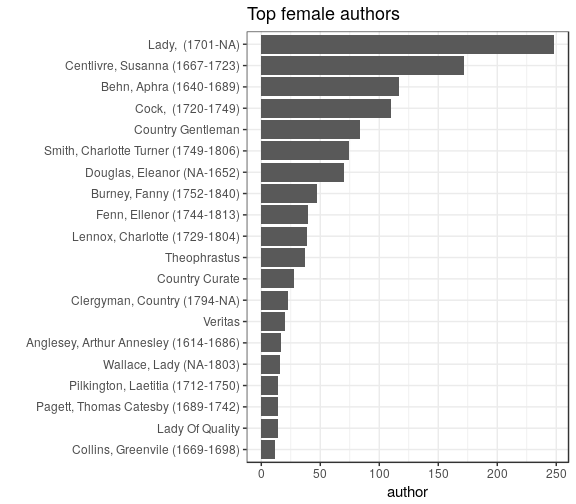 Top female authors
Lady,  (1701-NA)
Centlivre, Susanna (1667-1723)
Behn, Aphra (1640-1689)
Cock,  (1720-1749)
Country Gentleman
Smith, Charlotte Turner (1749-1806)
Douglas, Eleanor (NA-1652)
Burney, Fanny (1752-1840)
Fenn, Ellenor (1744-1813)
Lennox, Charlotte (1729-1804)
Theophrastus
Country Curate
Clergyman, Country (1794-NA)
Veritas
Anglesey, Arthur Annesley (1614-1686)
Wallace, Lady (NA-1803)
Pilkington, Laetitia (1712-1750)
Pagett, Thomas Catesby (1689-1742)
Lady Of Quality
Collins, Greenvile (1669-1698)
0 50 100 150 200 250
author